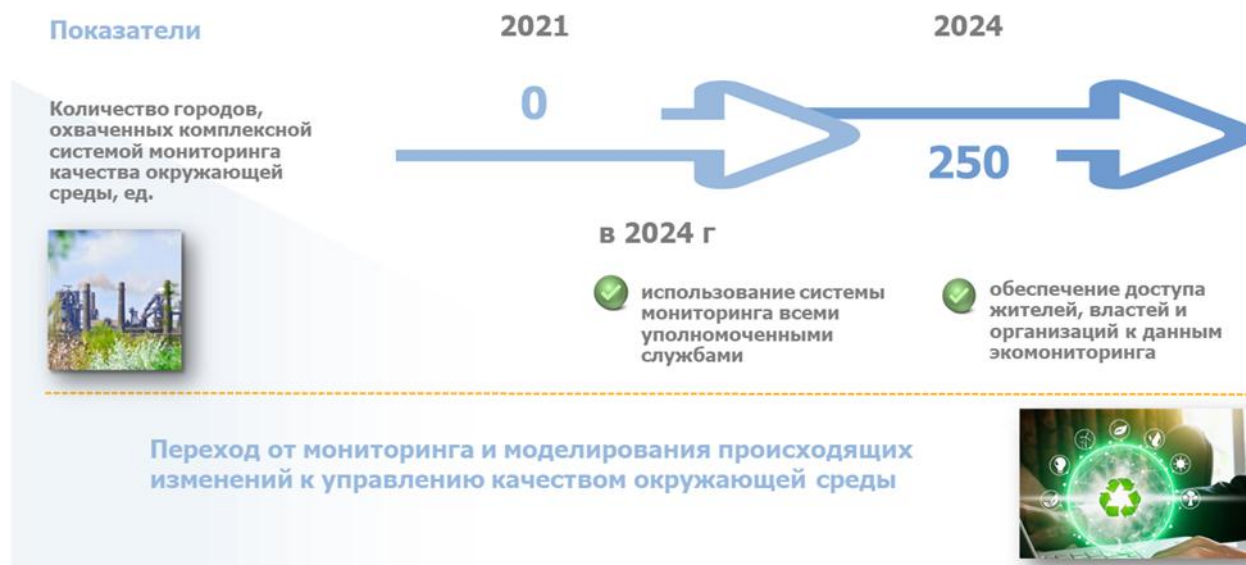 Показатели
2021
2024
Количество городов,
охваченных комплексной
системой мониторинга
качества окружающей
среды, ед.
0
250
в 2024 г
использование системы
мониторинга всеми
уполномоченными
службами
обеспечение доступа
жителей, властей и
организаций к данным
экомониторинга
Переход от мониторинга и моделирования происходящих
изменений к управлению качеством окружающей среды